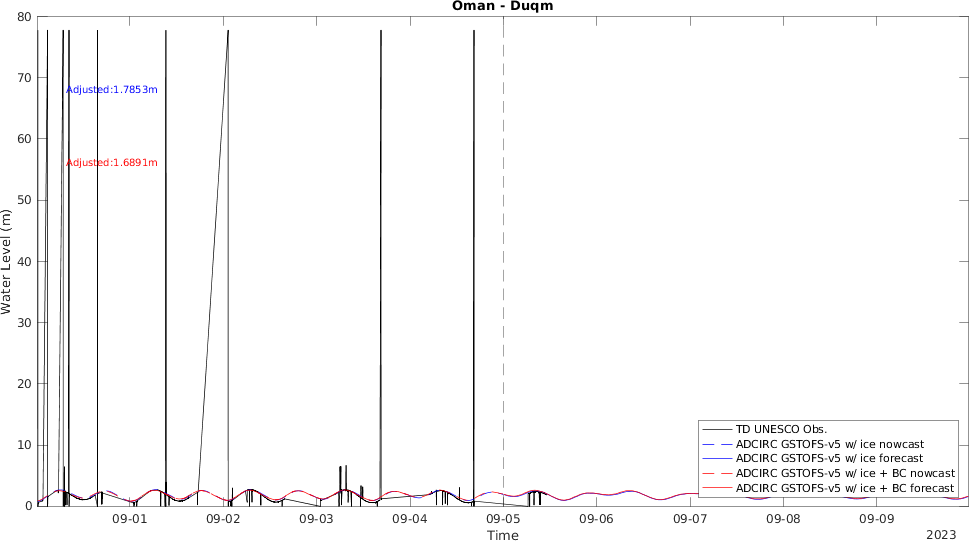 Oman - Duqm
80
70
60
50
40
30
20
10
0
Water Level (m)
Adjusted:1.7853m
Adjusted:1.6891m
TD UNESCO Obs.
ADCIRC GSTOFS-v5 w/ ice nowcast
ADCIRC GSTOFS-v5 w/ ice forecast
ADCIRC GSTOFS-v5 w/ ice + BC nowcast
ADCIRC GSTOFS-v5 w/ ice + BC forecast
09-01 09-02 09-03 09-04 09-05 09-06 09-07 09-08 09-09
Time
2023